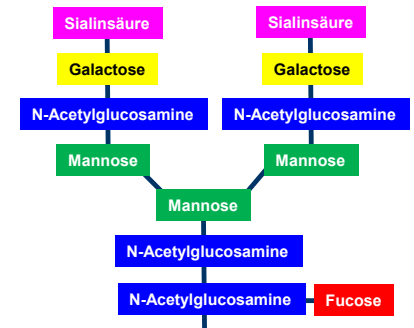 Sialinsäure Sialinsäure
Galactose Galactose
N-Acetylglucosamine N-Acetylglucosamine
Mannose Mannose
Mannose
N-Acetylglucosamine
N-Acetylglucosamine Fucose